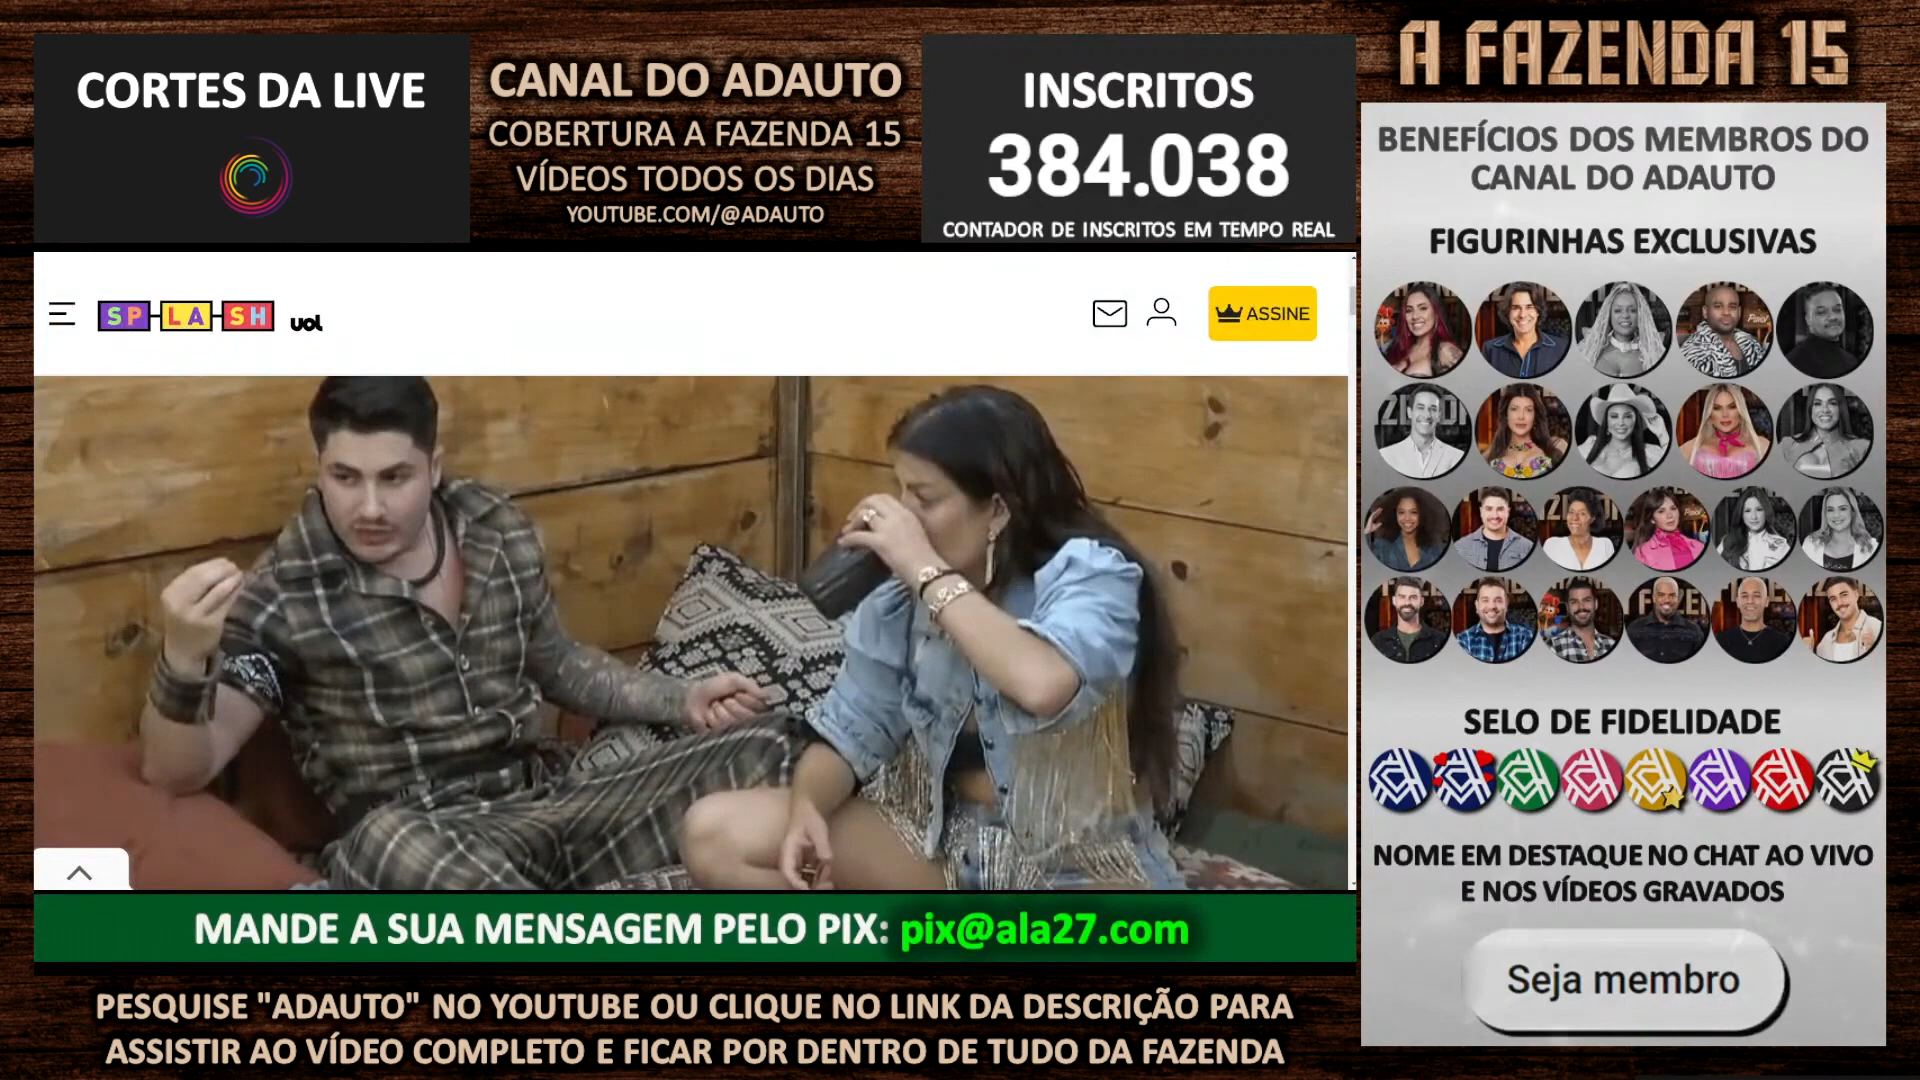 CORTES DA LIVE
CANAL DO ADAUTO
COBERTURA A FAZENDA 15
VÍDEOS TODOS OS DIAS
YOUTUBE.COM/@ADAUTO
INSCRITOS
384.038
CONTADOR DE INSCRITOS EM TEMPO REAL
A FAZENDA 15
BENEFÍCIOS DOS MEMBROS DO
CANAL DO ADAUTO
FIGURINHAS EXCLUSIVAS
SPLASH uol
ASSINE
SELO DE FIDELIDADE
NOME EM DESTAQUE NO CHAT AO VIVO
E NOS VÍDEOS GRAVADOS
Seja membro
MANDE A SUA MENSAGEM PELO PIX: pix@ala27.com
PESQUISE "ADAUTO" NO YOUTUBE OU CLIQUE NO LINK DA DESCRIÇÃO PARA
ASSISTIR AO VÍDEO COMPLETO E FICAR POR DENTRO DE TUDO DA FAZENDA